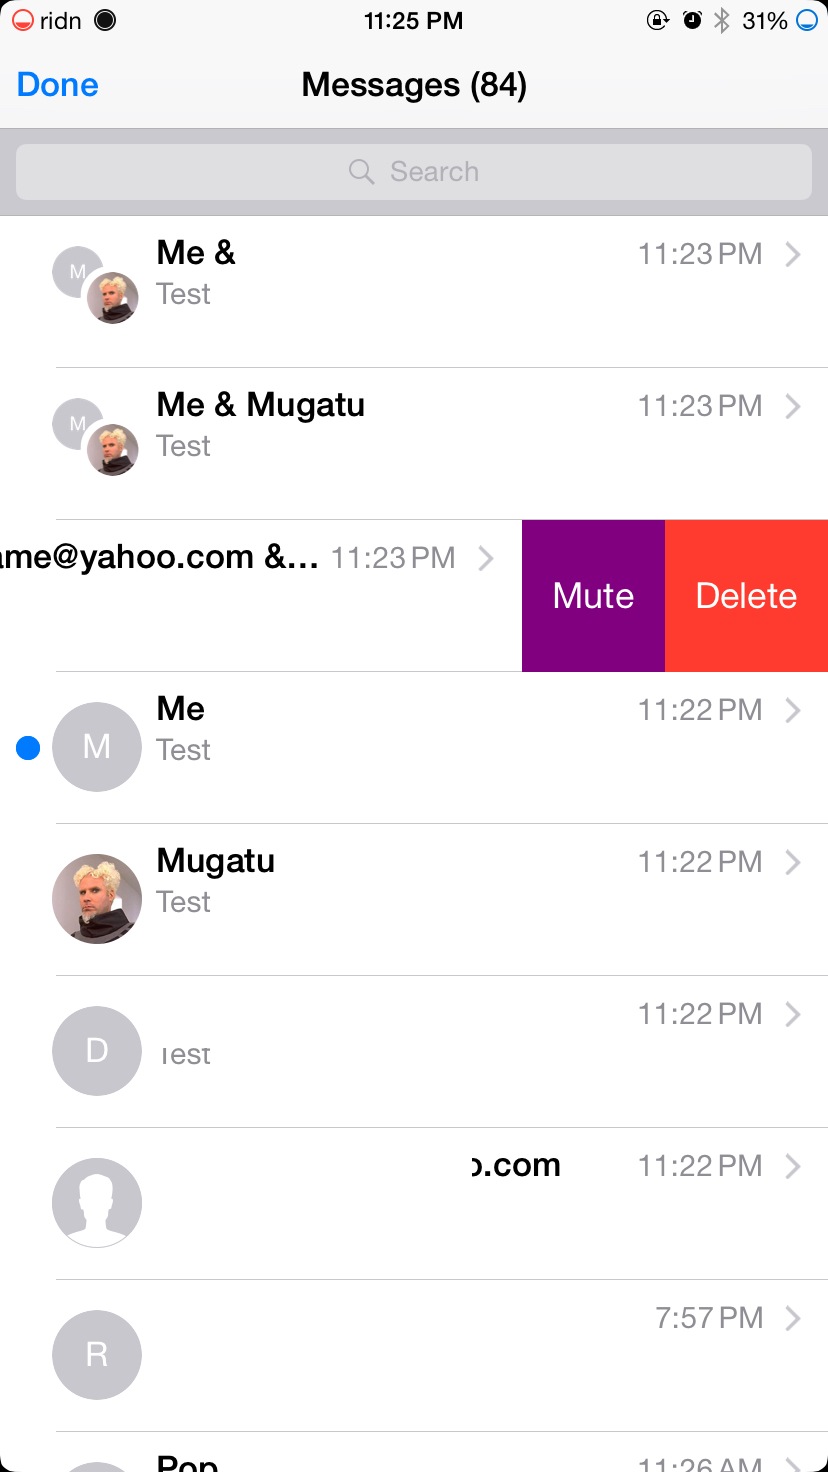 ridn 11:25 PM 31%
Done Messages (84)
Search
Me & 11:23 PM
M
Test
Me & Mugatu 11:23 PM
M
Test
ame@yahoo.com &... 11:23 PM
Mute Delete
Me 11:22 PM
M
Test
Mugatu 11:22 PM
Test
11:22 PM
D
.com 11:22 PM
7:57 PM
R
Pop 11:26 AM